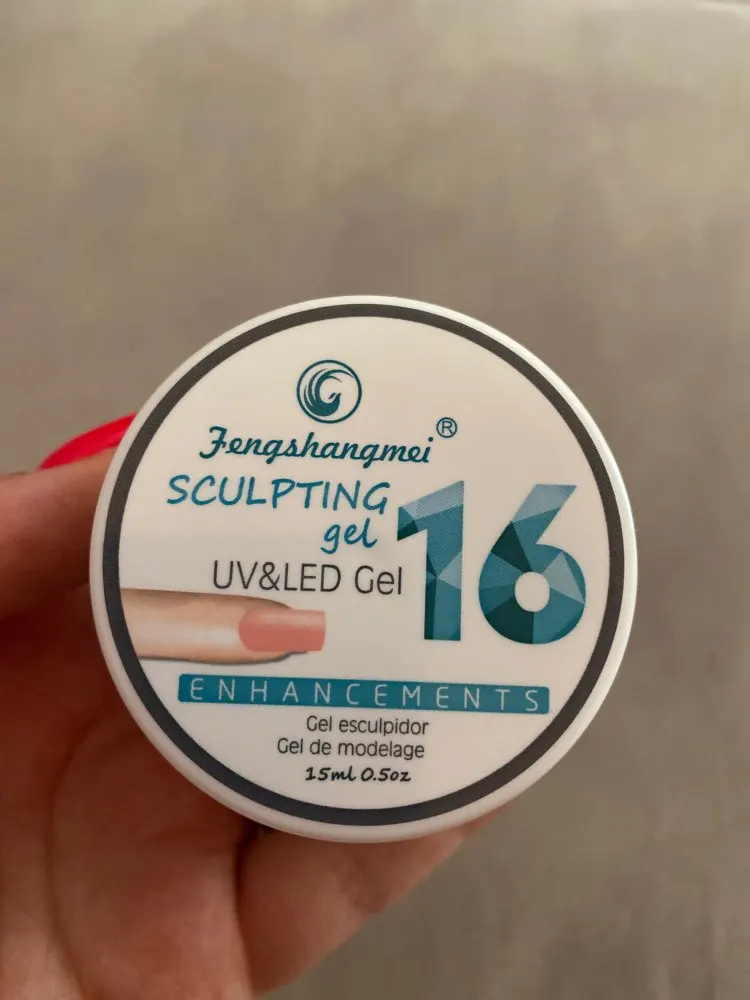 Fengshangmei®
SCULPTING
gel
16
UV&LED Gel
ENHANCEMENTS
Gel esculpidor
Gel de modelage
15ml 0.5oz